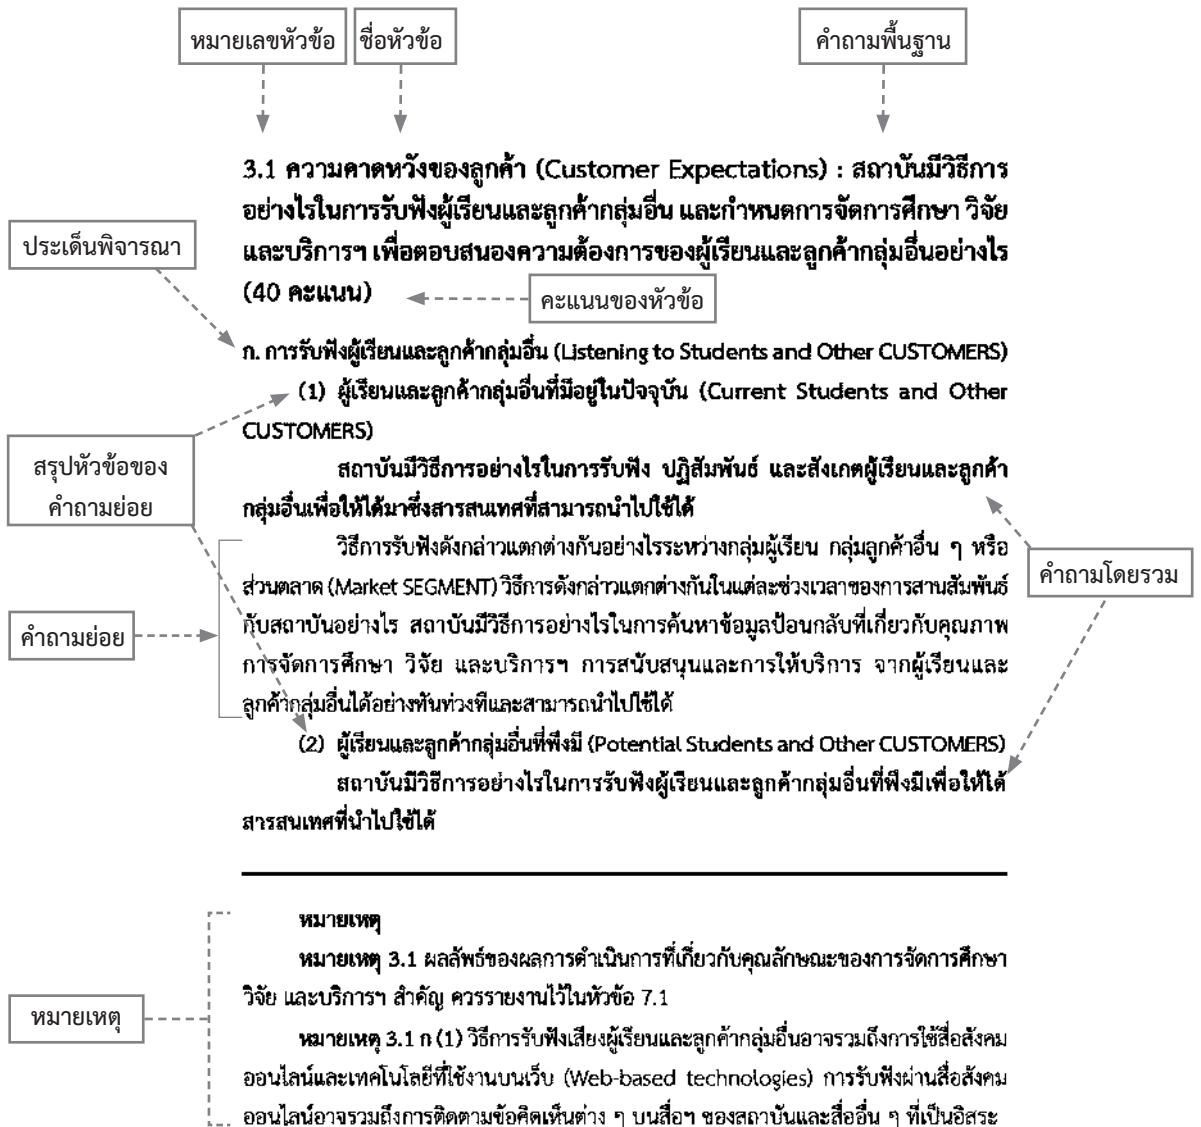 หมายเลขหัวข้อ
ชื่อหัวข้อ
คำถามพื้นฐาน
3.1 ความคาดหวังของลูกค้า (Customer Expectations) : สถาบันมีวิธีการ
อย่างไรในการรับฟังผู้เรียนและลูกค้ากลุ่มอื่น และกำหนดการจัดการศึกษา วิจัย
และบริการฯ เพื่อตอบสนองความต้องการของผู้เรียนและลูกค้ากลุ่มอื่นอย่างไร
(40 คะแนน)
ประเด็นพิจารณา
คะแนนของหัวข้อ
ก. การรับฟังผู้เรียนและลูกค้ากลุ่มอื่น (Listening to Students and Other CUSTOMERS)
(1) ผู้เรียนและลูกค้ากลุ่มอื่นที่มีอยู่ในปัจจุบัน (Current Students and Other
CUSTOMERS)
สรุปหัวข้อของ
คำถามย่อย
สถาบันมีวิธีการอย่างไรในการรับฟัง ปฏิสัมพันธ์ และสังเกตผู้เรียนและลูกค้า
กลุ่มอื่นเพื่อให้ได้มาซึ่งสารสนเทศที่สามารถนำไปใช้ได้
วิธีการรับฟังดังกล่าวแตกต่างกันอย่างไรระหว่างกลุ่มผู้เรียน กลุ่มลูกค้าอื่น ๆ หรือ
ส่วนตลาด (Market SEGMENT) วิธีการดังกล่าวแตกต่างกันในแต่ละช่วงเวลาของการสานสัมพันธ์
กับสถาบันอย่างไร สถาบันมีวิธีการอย่างไรในการค้นหาข้อมูลป้อนกลับที่เกี่ยวกับคุณภาพ
การจัดการศึกษา วิจัย และบริการฯ การสนับสนุนและการให้บริการ จากผู้เรียนและ
ลูกค้ากลุ่มอื่นได้อย่างทันท่วงทีและสามารถนำไปใช้ได้
คำถามโดยรวม
คำถามย่อย
(2) ผู้เรียนและลูกค้ากลุ่มอื่นที่พึงมี (Potential Students and Other CUSTOMERS)
สถาบันมีวิธีการอย่างไรในการรับฟังผู้เรียนและลูกค้ากลุ่มอื่นที่พึงมีเพื่อให้ได้
สารสนเทศที่นำไปใช้ได้
หมายเหตุ
หมายเหตุ 3.1 ผลลัพธ์ของผลการดำเนินการที่เกี่ยวกับคุณลักษณะของการจัดการศึกษา
วิจัย และบริการฯ สำคัญ ควรรายงานไว้ในหัวข้อ 7.1
หมายเหตุ
หมายเหตุ 3.1 ก (1) วิธีการรับฟังเสียงผู้เรียนและลูกค้ากลุ่มอื่นอาจรวมถึงการใช้สื่อสังคม
ออนไลน์และเทคโนโลยีที่ใช้งานบนเว็บ (Web-based technologies) การรับฟังผ่านสื่อสังคม
ออนไลน์อาจรวมถึงการติดตามข้อคิดเห็นต่าง ๆ บนสื่อฯ ของสถาบันและสื่ออื่น ๆ ที่เป็นอิสระ